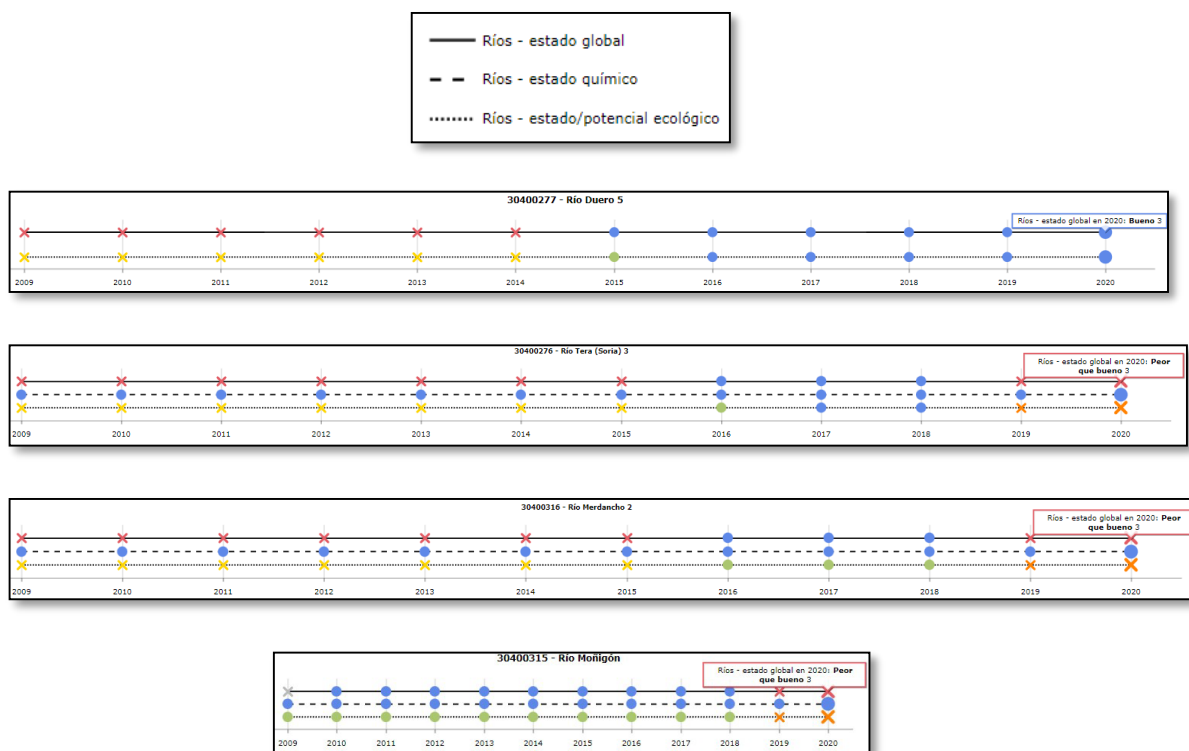 Ríos - estado global
Ríos - estado químico
Ríos - estado/potencial ecológico
30400277 - Río Duero 5
Ríos - estado global en 2020: Bueno 3
2009 2010 2011 2012 2013 2014 2015 2016 2017 2018 2019 2020
30400276 - Río Tera (Soria) 3
Ríos - estado global en 2020: Peor
que bueno 3
2009 2010 2011 2012 2013 2014 2015 2016 2017 2018 2019 2020
30400316 - Río Merdancho 2
Ríos - estado global en 2020: Peor
que bueno 3
2009 2010 2011 2012 2013 2014 2015 2016 2017 2018 2019 2020
30400315 - Río Moñigón
Ríos - estado global en 2020: Peor
que bueno 3
2009 2010 2011 2012 2013 2014 2015 2016 2017 2018 2019 2020